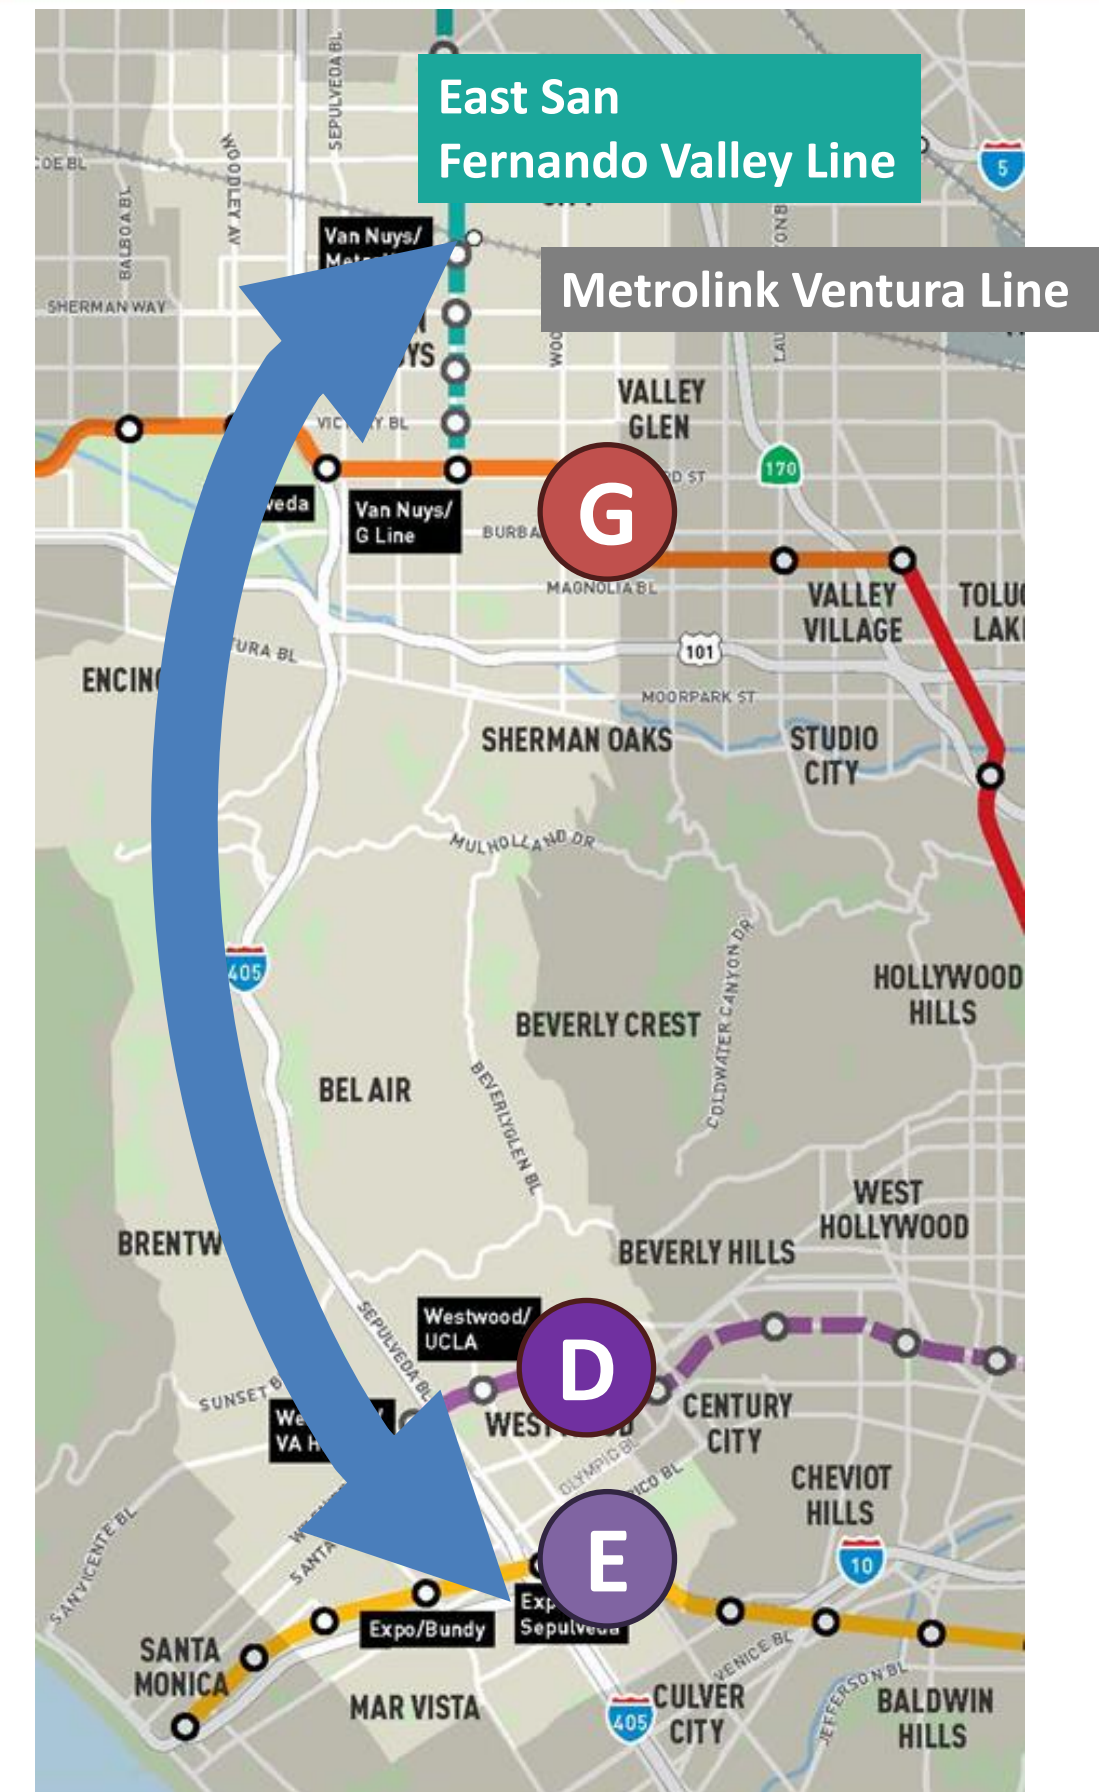 SEPULVEDA BL
East San
Fernando Valley Line
WOODLEY AV
BALBOA BL
5
Van Nuys/
Metrolink Ventura Line
SHERMAN WAY
VALLEY
GLEN
170
G
Van Nuys/
G Line
MAGNOLIA BL
VALLEY
VILLAGE
101
MOORPARK ST
SHERMAN OAKS
STUDIO
CITY
MULHOLLAND DR
COLDWATER CANYON DR
405
HOLLYWOOD
HILLS
BEVERLY CREST
BEL AIR
BEVERLY GLEN BL
WEST
HOLLYWOOD
BEVERLY HILLS
SEPULVEDA BL
Westwood/
UCLA
D
SUNSET
CENTURY
CITY
OLYMPIC BL
CHEVIOT
HILLS
10
SAN VICENTE BL
SANTA
E
Expo/Bundy
Sepulveda
SANTA
MONICA
MAR VISTA
VENICE BL
JEFFERSON BL
405
CULVER
CITY
BALDWIN
HILLS